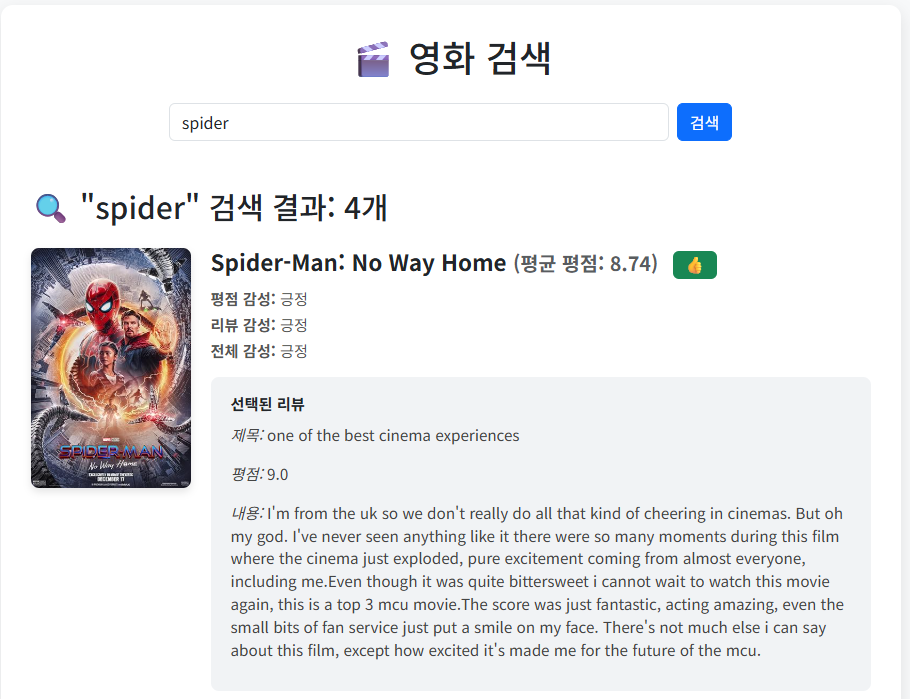 🎬 영화 검색
spider
검색
🔍 "spider" 검색 결과: 4개
Spider-Man: No Way Home (평균 평점: 8.74) 👍
평점 감성: 긍정
리뷰 감성: 긍정
전체 감성: 긍정
SPIDER-MAN
No Way Home
DECEMBER 17
선택된 리뷰
제목: one of the best cinema experiences
평점: 9.0
내용: I'm from the uk so we don't really do all that kind of cheering in cinemas. But oh
my god. I've never seen anything like it there were so many moments during this film
where the cinema just exploded, pure excitement coming from almost everyone,
including me.Even though it was quite bittersweet i cannot wait to watch this movie
again, this is a top 3 mcu movie.The score was just fantastic, acting amazing, even the
small bits of fan service just put a smile on my face. There's not much else i can say
about this film, except how excited it's made me for the future of the mcu.